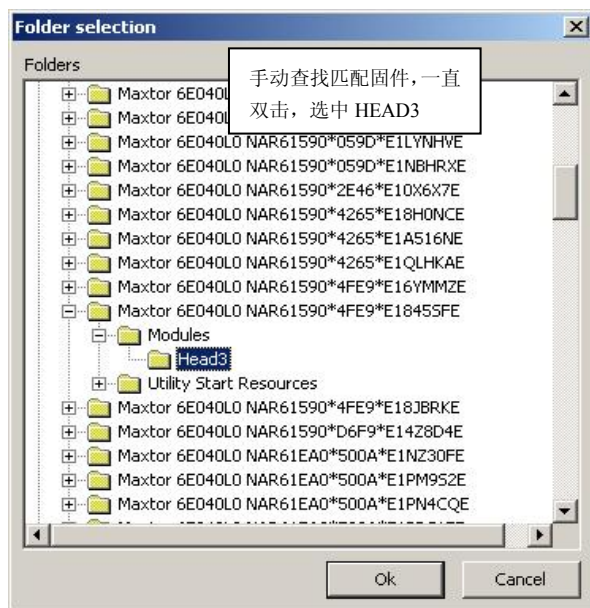 Folder selection
Folders
手动查找匹配固件，一直
双击，选中 HEAD3
Maxtor 6E040L
Maxtor 6E040L
Maxtor 6E040L0 NAR61590*059D*E1LYNHVE
Maxtor 6E040L0 NAR61590*059D*E1NBHRXE
Maxtor 6E040L0 NAR61590*2E46*E10X6X7E
Maxtor 6E040L0 NAR61590*4265*E18H0NCE
Maxtor 6E040L0 NAR61590*4265*E1A516NE
Maxtor 6E040L0 NAR61590*4265*E1QLHKAE
Maxtor 6E040L0 NAR61590*4FE9*E16YMMZE
Maxtor 6E040L0 NAR61590*4FE9*E1845SFE
Modules
Head3
Utility Start Resources
Maxtor 6E040L0 NAR61590*4FE9*E18JBRKE
Maxtor 6E040L0 NAR61590*D6F9*E14Z8D4E
Maxtor 6E040L0 NAR61EA0*500A*E1NZ30FE
Maxtor 6E040L0 NAR61EA0*500A*E1PM9S2E
Maxtor 6E040L0 NAR61EA0*500A*E1PN4CQE
Ok
Cancel